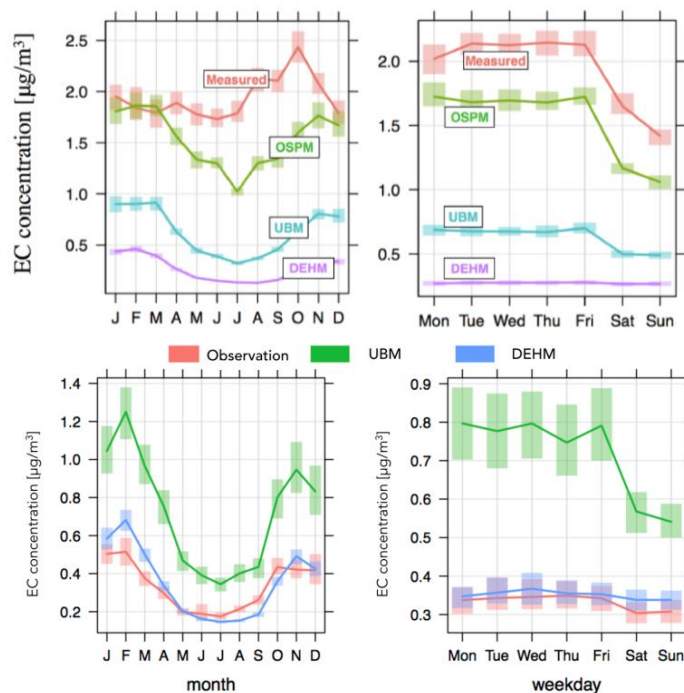 EC concentration [µg/m³]
2.5
2.0
1.5
1.0
0.5
Measured
OSPM
UBM
DEHM
J F M A M J J A S O N D
2.0
1.5
1.0
0.5
Measured
OSPM
UBM
DEHM
Mon Tue Wed Thu Fri Sat Sun
Observation UBM DEHM
EC concentration [µg/m³]
1.4
1.2
1.0
0.8
0.6
0.4
0.2
J F M A M J J A S O N D
month
EC concentration [µg/m³]
0.9
0.8
0.7
0.6
0.5
0.4
0.3
Mon Tue Wed Thu Fri Sat Sun
weekday